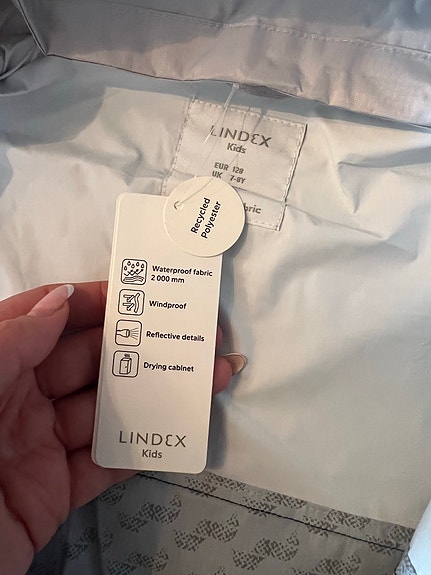 LINDEX
Kids
EUR 128
UK 7-8Y
Recycled
Polyester
Waterproof fabric
2 000 mm
Windproof
Reflective details
Drying cabinet
LINDEX
Kids